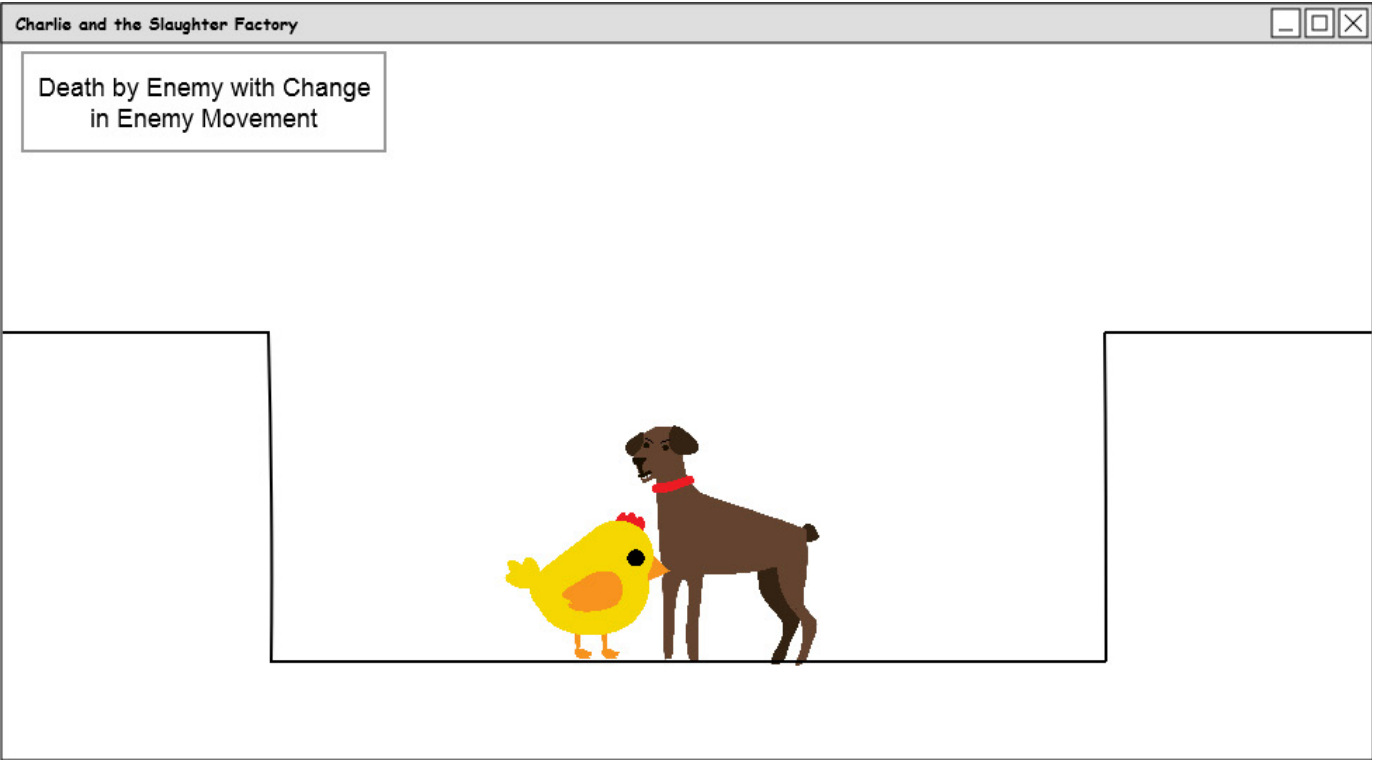 Charlie and the Slaughter Factory
Death by Enemy with Change
in Enemy Movement